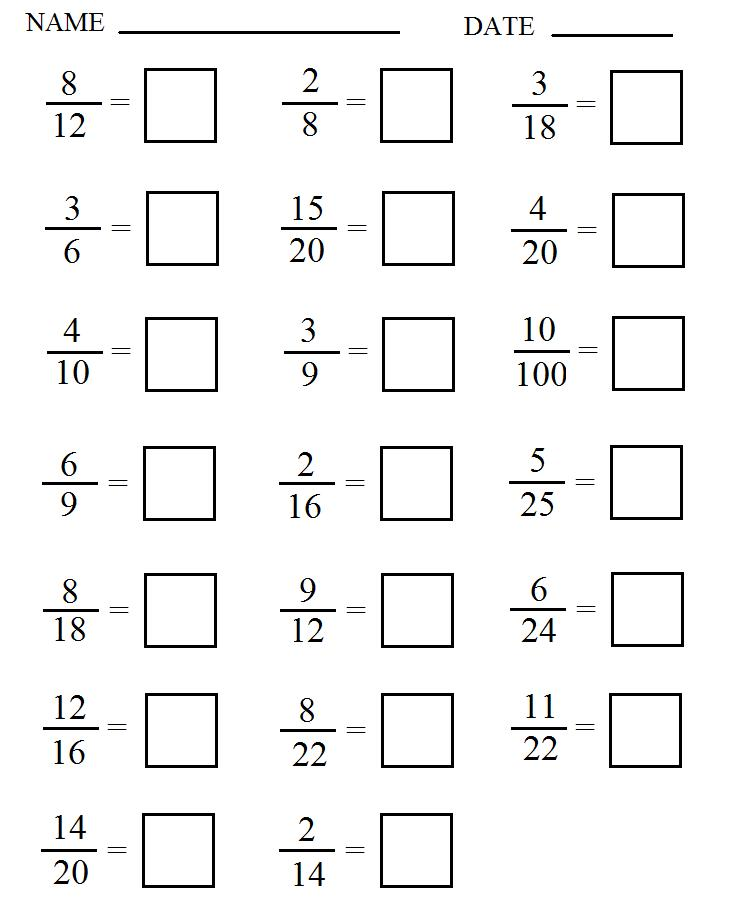 NAME ____________ DATE ______
8/12 = 2/8 = 3/18 =
3/6 = 15/20 = 4/20 =
4/10 = 3/9 = 10/100 =
6/9 = 2/16 = 5/25 =
8/18 = 9/12 = 6/24 =
12/16 = 8/22 = 11/22 =
14/20 = 2/14 =